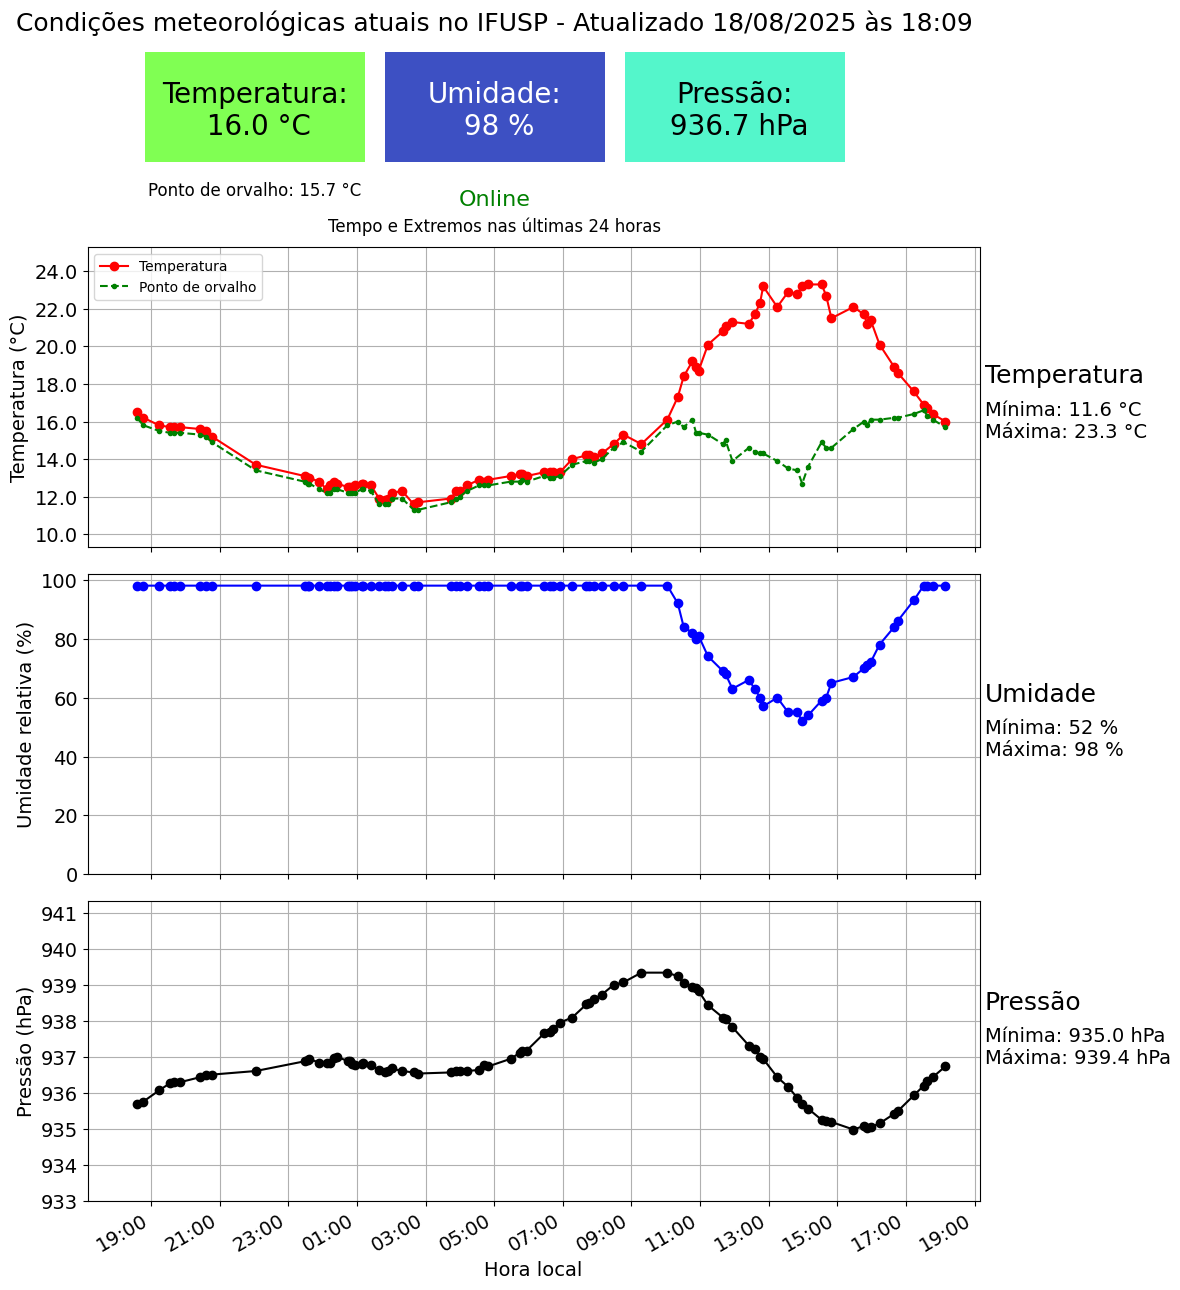 Condições meteorológicas atuais no IFUSP - Atualizado 18/08/2025 às 18:09
Temperatura:
16.0 °C
Umidade:
98 %
Pressão:
936.7 hPa
Ponto de orvalho: 15.7 °C
Online
Tempo e Extremos nas últimas 24 horas
Temperatura (°C)
24.0
22.0
20.0
18.0
16.0
14.0
12.0
10.0
Temperatura
Ponto de orvalho
Temperatura
Mínima: 11.6 °C
Máxima: 23.3 °C
Umidade relativa (%)
100
80
60
40
20
0
Umidade
Mínima: 52 %
Máxima: 98 %
Pressão (hPa)
941
940
939
938
937
936
935
934
933
Pressão
Mínima: 935.0 hPa
Máxima: 939.4 hPa
19:00
21:00
23:00
01:00
03:00
05:00
07:00
09:00
11:00
13:00
15:00
17:00
19:00
Hora local